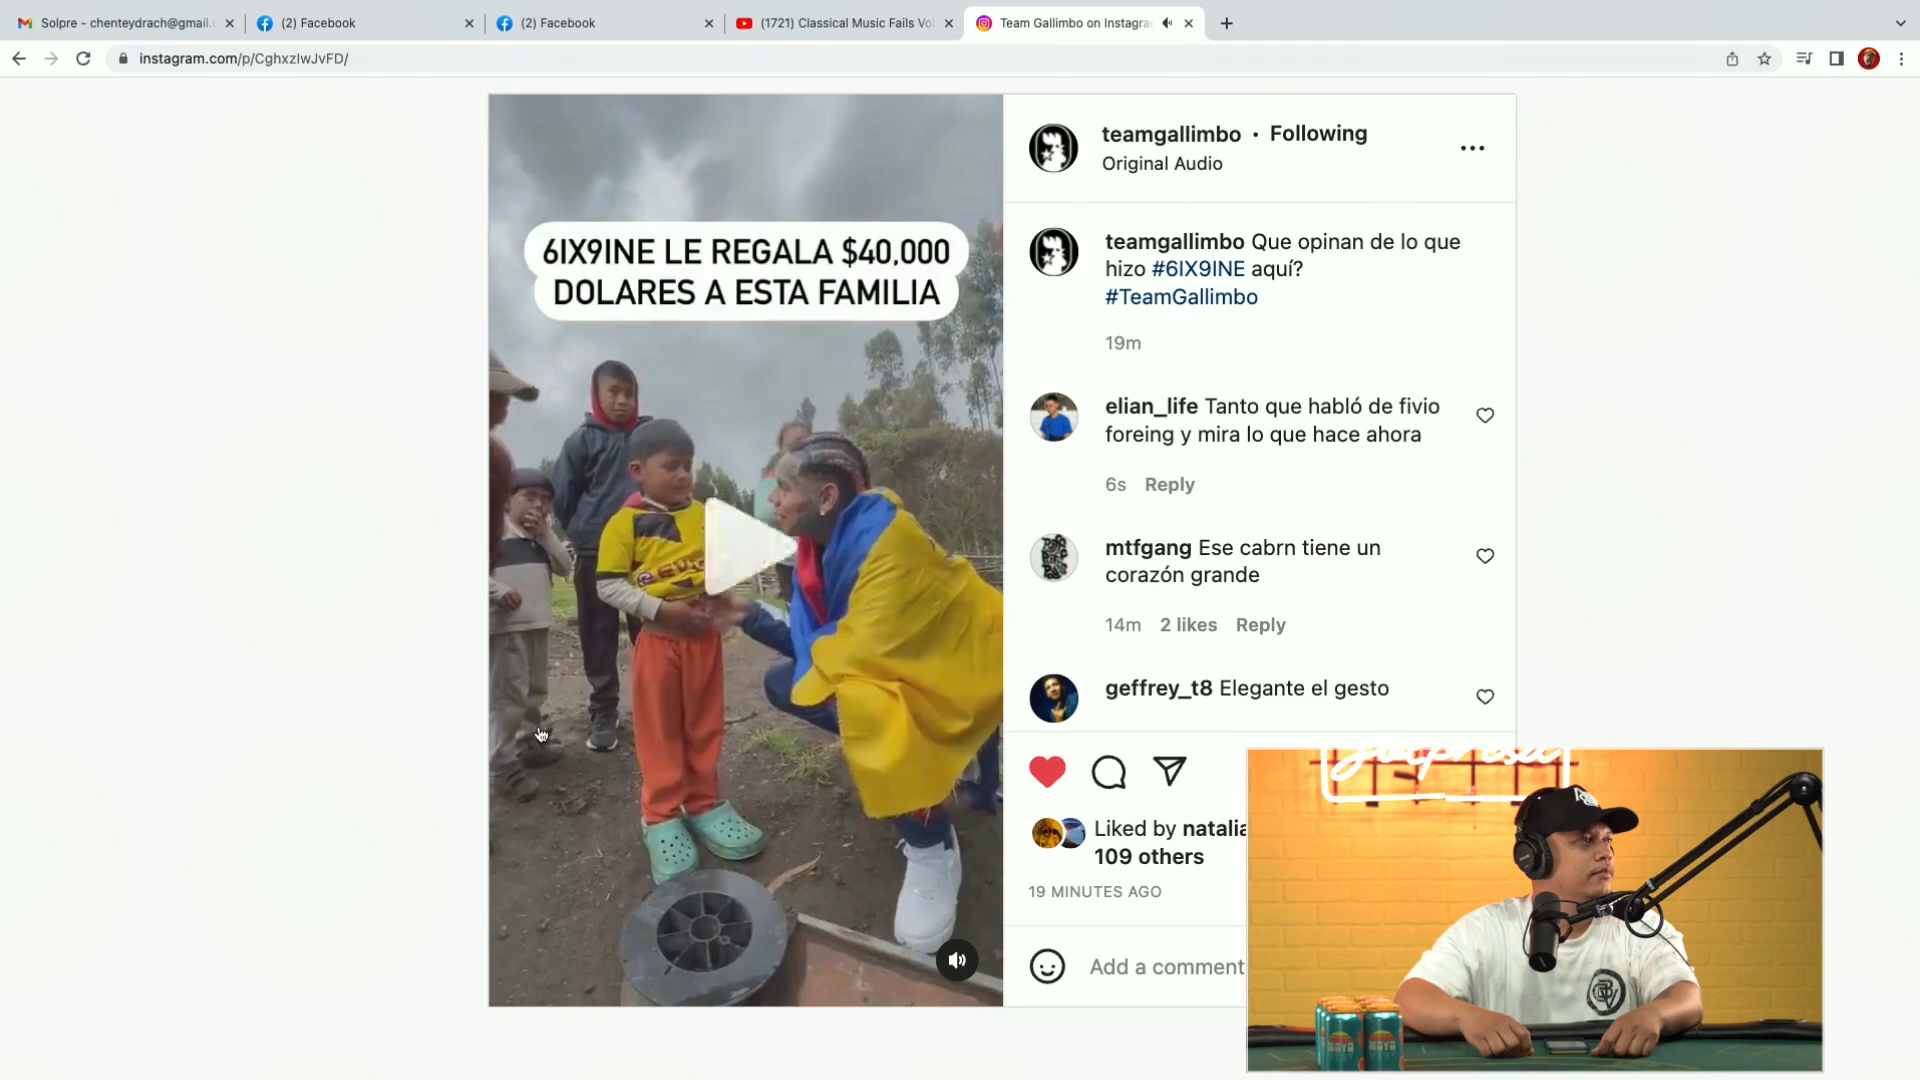 Solpre - chenteydrach@gmail.
(2) Facebook
(2) Facebook
(1721) Classical Music Fails Vo
Team Gallimbo on Instagra
instagram.com/p/CghxzIwJvFD/
6IX9INE LE REGALA $40,000
DOLARES A ESTA FAMILIA
teamgallimbo • Following
Original Audio
teamgallimbo Que opinan de lo que
hizo #6IX9INE aquí?
#TeamGallimbo
19m
elian_life Tanto que habló de fivio
foreing y mira lo que hace ahora
6s Reply
mtfgang Ese cabrn tiene un
corazón grande
14m 2 likes Reply
geffrey_t8 Elegante el gesto
Liked by natalia
109 others
19 MINUTES AGO
Add a comment